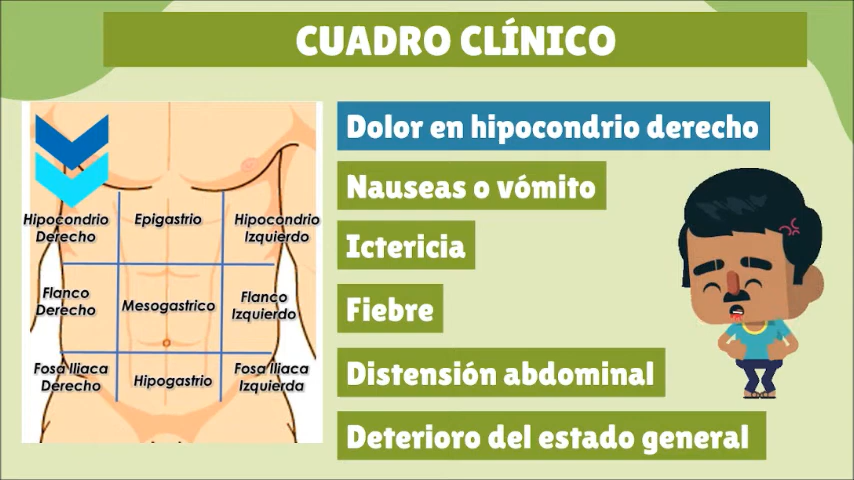 CUADRO CLÍNICO
Hipocondrio
Derecho
Epigastrio
Hipocondrio
Izquierdo
Flanco
Derecho
Mesogastrico
Flanco
Izquierdo
Fosa Iliaca
Derecho
Hipogastrio
Fosa Iliaca
Izquierda
Dolor en hipocondrio derecho
Nauseas o vómito
Ictericia
Fiebre
Distensión abdominal
Deterioro del estado general